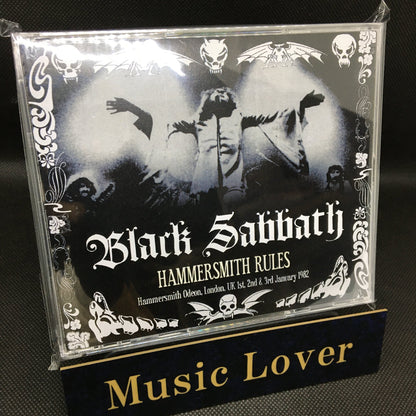 Black Sabbath
HAMMERSMITH RULES
Hammersmith Odeon, London, UK 1st, 2nd & 3rd January 1982
Music Lover